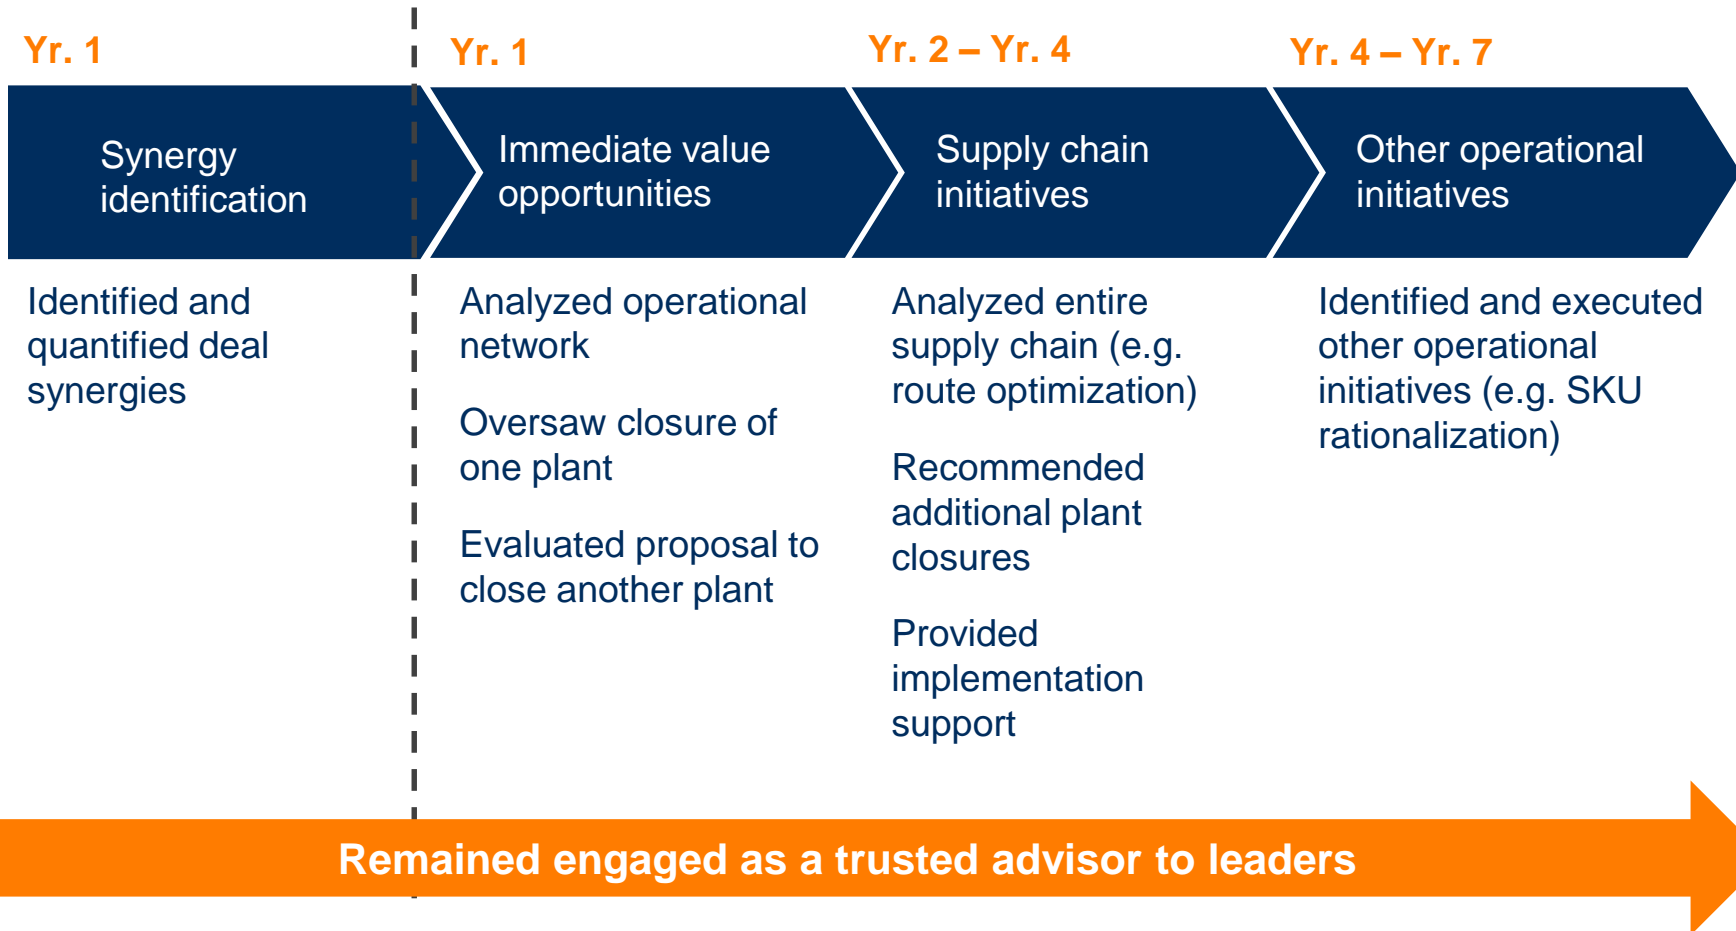 Yr. 1
Synergy
identification
Identified and
quantified deal
synergies
Yr. 1
Immediate value
opportunities
Analyzed operational
network
Oversaw closure of
one plant
Evaluated proposal to
close another plant
Yr. 2 – Yr. 4
Supply chain
initiatives
Analyzed entire
supply chain (e.g.
route optimization)
Recommended
additional plant
closures
Provided
implementation
support
Yr. 4 – Yr. 7
Other operational
initiatives
Identified and executed
other operational
initiatives (e.g. SKU
rationalization)
Remained engaged as a trusted advisor to leaders